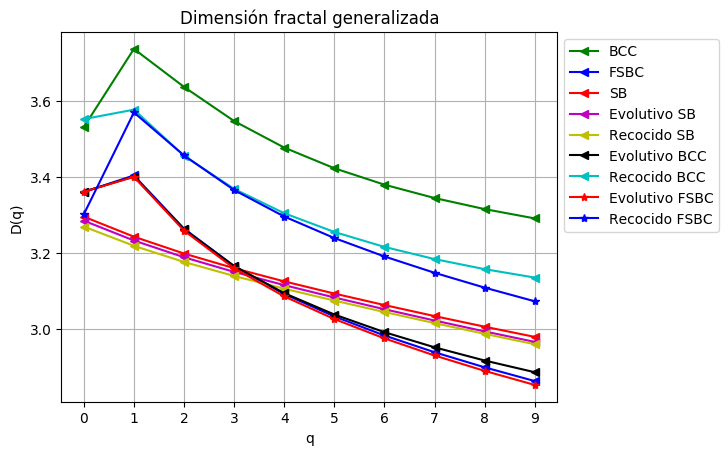 Dimensión fractal generalizada
D(q)
3.6
3.4
3.2
3.0
0 1 2 3 4 5 6 7 8 9
q
BCC
FSBC
SB
Evolutivo SB
Recocido SB
Evolutivo BCC
Recocido BCC
Evolutivo FSBC
Recocido FSBC